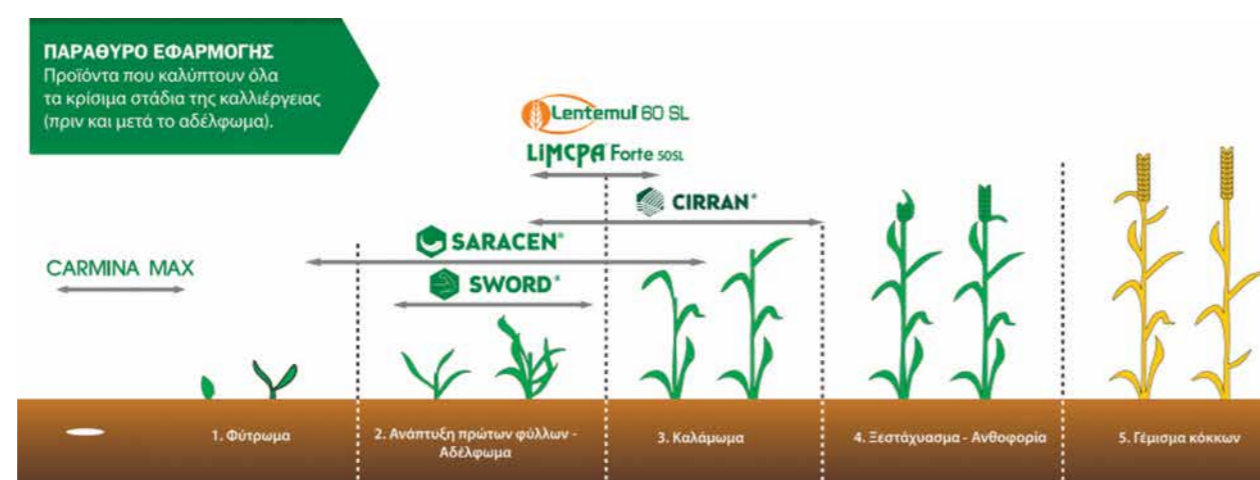 ΠΑΡΑΘΥΡΟ ΕΦΑΡΜΟΓΗΣ
Προϊόντα που καλύπτουν όλα
τα κρίσιμα στάδια της καλλιέργειας
(πριν και μετά το αδέλφωμα).
Lentemul 60 SL
LiMCPA Forte 50SL
CIRRAN®
SARACEN®
CARMINA MAX
SWORD®
1. Φύτρωμα
2. Ανάπτυξη πρώτων φύλλων -
Αδέλφωμα
3. Καλάμωμα
4. Ξεστάχυασμα - Ανθοφορία
5. Γέμισμα κόκκων